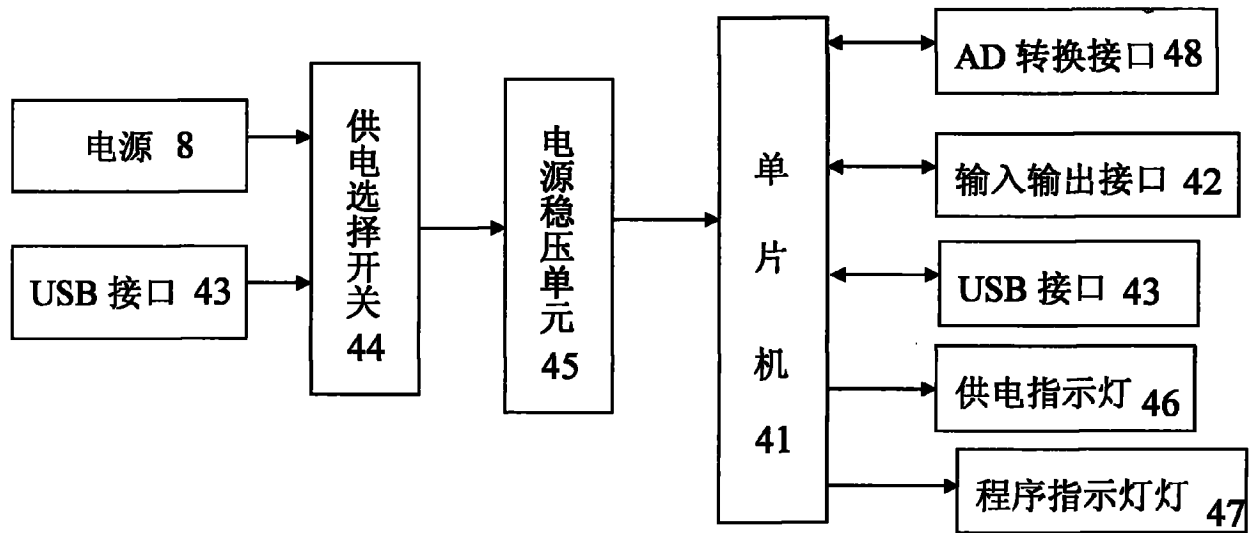 电源 8
USB 接口 43
供电选择开关 44
电源稳压单元 45
单片机 41
AD 转换接口 48
输入输出接口 42
USB 接口 43
供电指示灯 46
程序指示灯灯 47